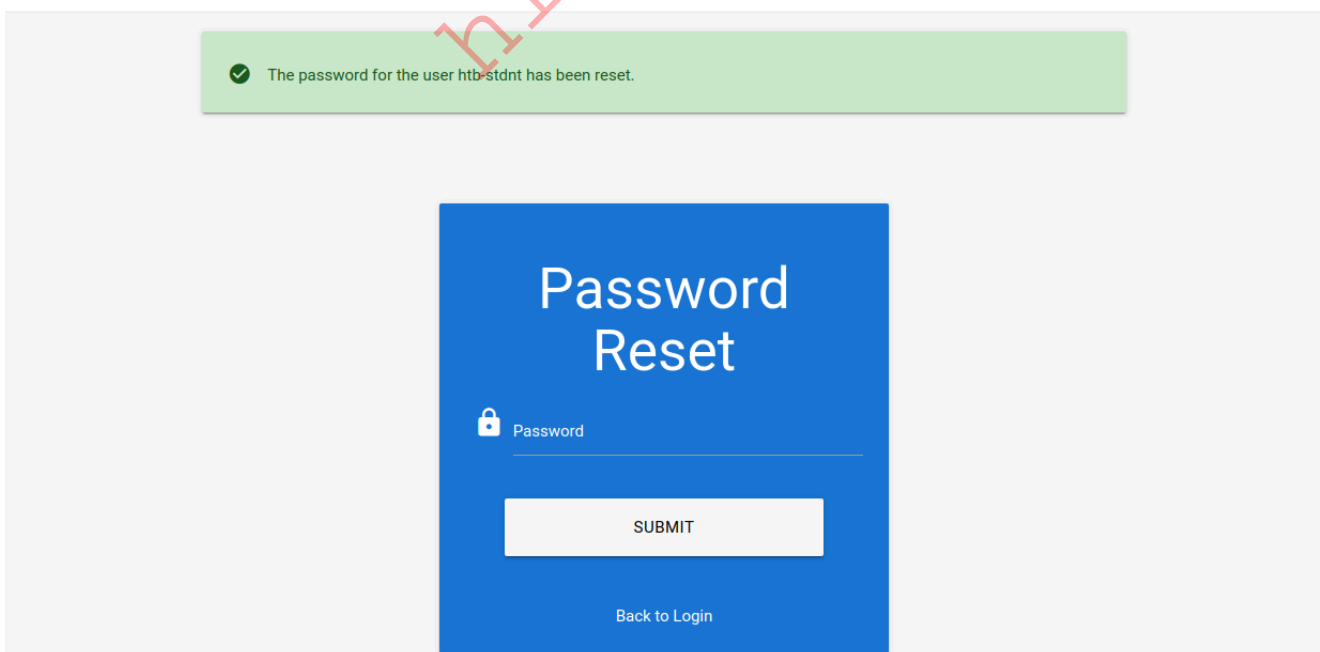 The password for the user htb-stdnt has been reset.
Password
Reset
Password
SUBMIT
Back to Login